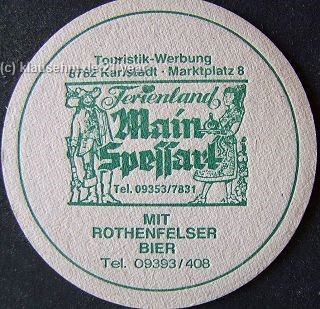 Touristik-Werbung
8782 Karlstadt · Marktplatz 8
Ferienland
Main
Spessart
Tel. 09353/7831
MIT
ROTHENFELSER
BIER
Tel. 09393/408